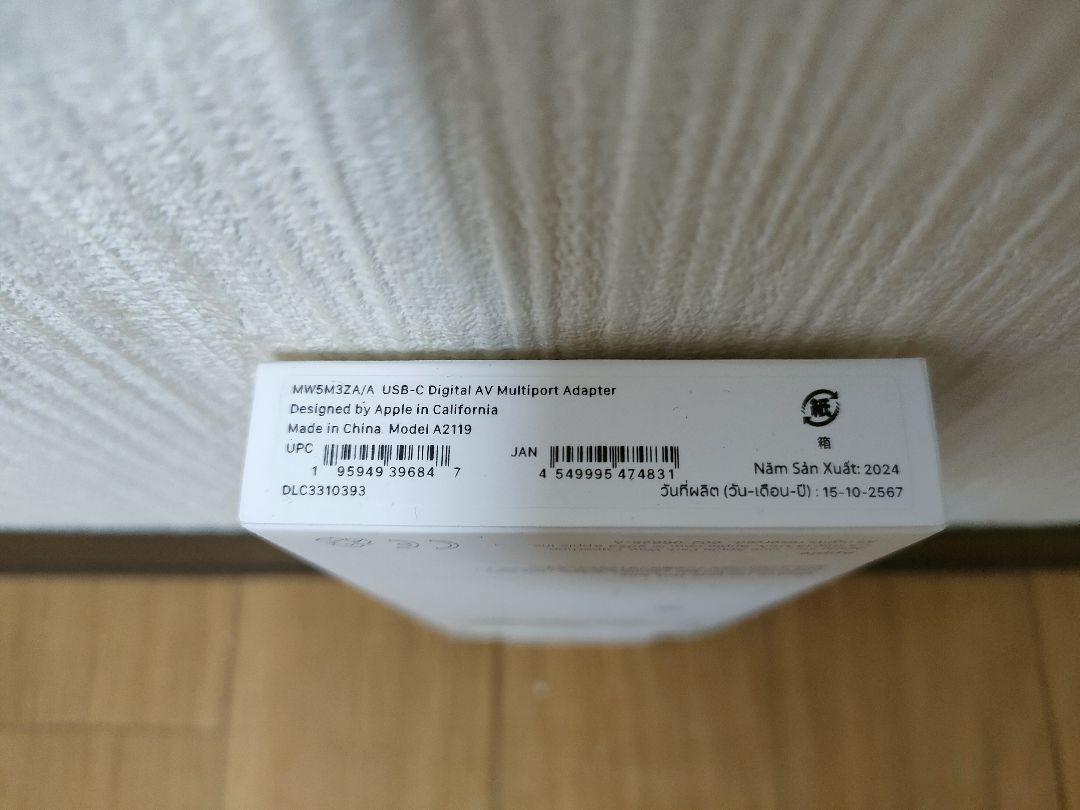 MW5M3ZA/A USB-C Digital AV Multiport Adapter
Designed by Apple in California
Made in China Model A2119
UPC
1 95949 39684 7
JAN
4 549995 474831
DLC3310393
紙
箱
Năm Sản Xuất: 2024
วันที่ผลิต (วัน-เดือน-ปี) : 15-10-2567